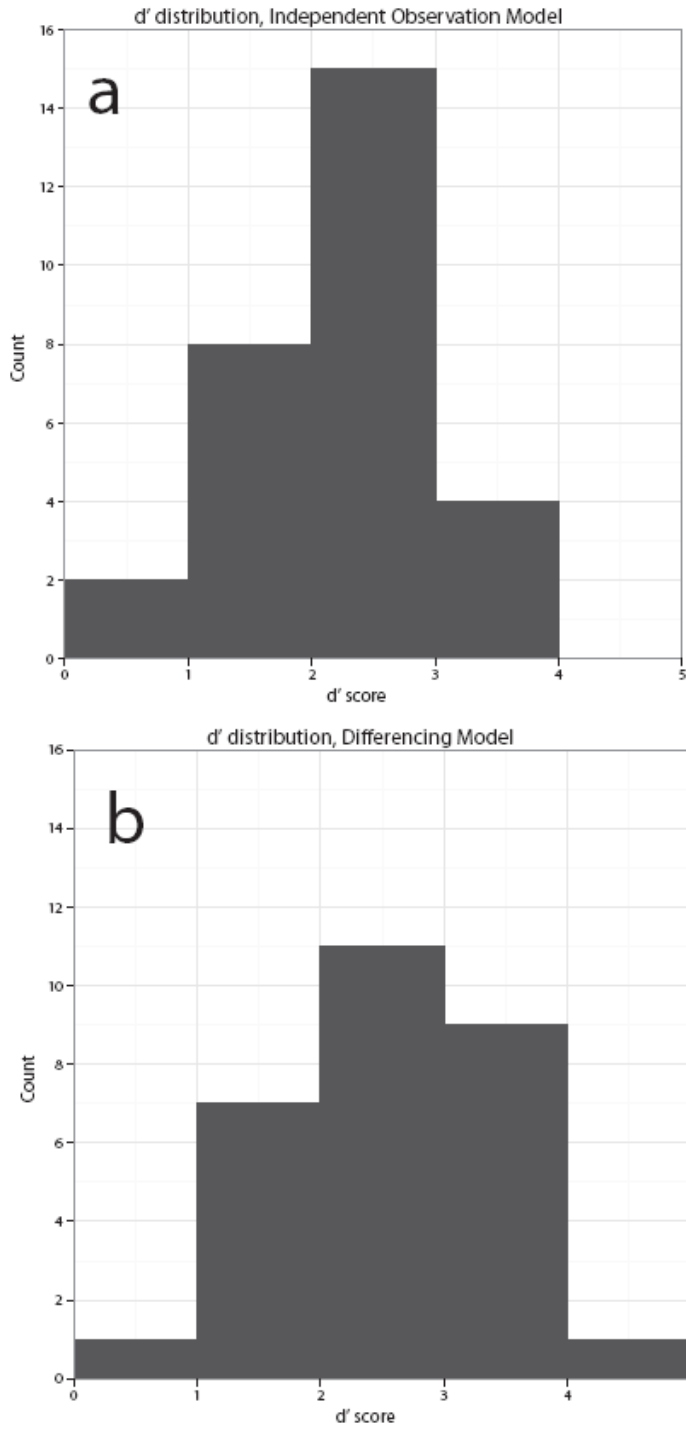 d' distribution, Independent Observation Model
a
16
14
12
10
8
6
4
2
0
Count
0 1 2 3 4 5
d' score
d' distribution, Differencing Model
b
16
14
12
10
8
6
4
2
0
Count
0 1 2 3 4
d' score